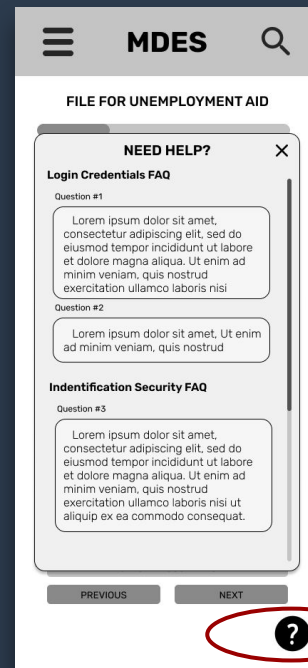 MDES
FILE FOR UNEMPLOYMENT AID
NEED HELP?
Login Credentials FAQ
Question #1
Lorem ipsum dolor sit amet,
consectetur adipiscing elit, sed do
eiusmod tempor incididunt ut labore
et dolore magna aliqua. Ut enim ad
minim veniam, quis nostrud
exercitation ullamco laboris nisi
Question #2
Lorem ipsum dolor sit amet, Ut enim
ad minim veniam, quis nostrud
Indentification Security FAQ
Question #3
Lorem ipsum dolor sit amet,
consectetur adipiscing elit, sed do
eiusmod tempor incididunt ut labore
et dolore magna aliqua. Ut enim ad
minim veniam, quis nostrud
exercitation ullamco laboris nisi ut
aliquip ex ea commodo consequat.
PREVIOUS NEXT
?